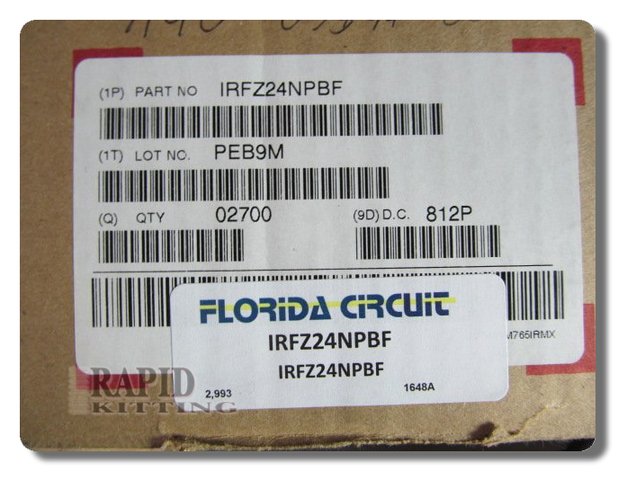 (1P) PART NO IRFZ24NPBF
(1T) LOT NO. PEB9M
(Q) QTY 02700 (9D) D.C. 812P
M765IRMX
FLORIDA CIRCUIT
IRFZ24NPBF
IRFZ24NPBF
2,993 1648A
RAPID
KITTING